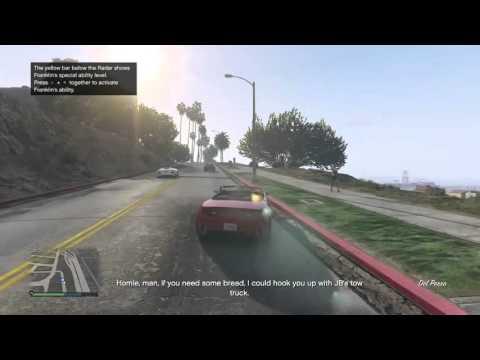 The yellow bar below the Radar shows
Franklin's special ability level.
Press + together to activate
Franklin's ability.
Homie, man, if you need some bread, I could hook you up with JB's tow
truck.
Del Perro